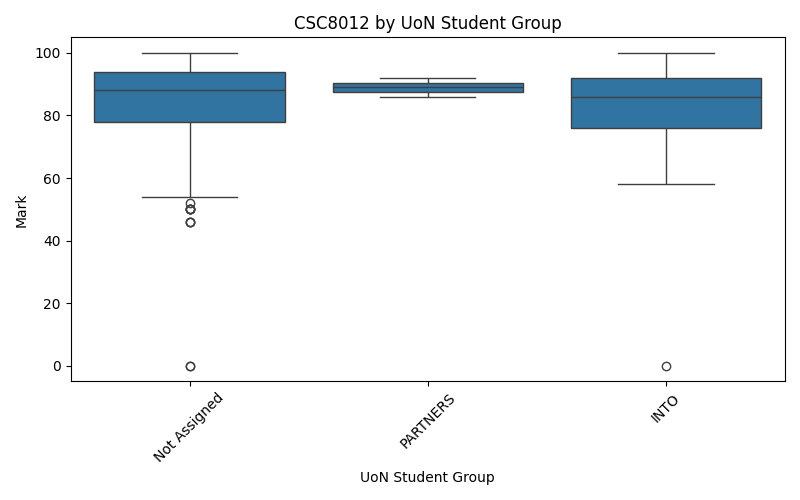 CSC8012 by UoN Student Group
Mark
100
80
60
40
20
0
Not Assigned
PARTNERS
INTO
UoN Student Group